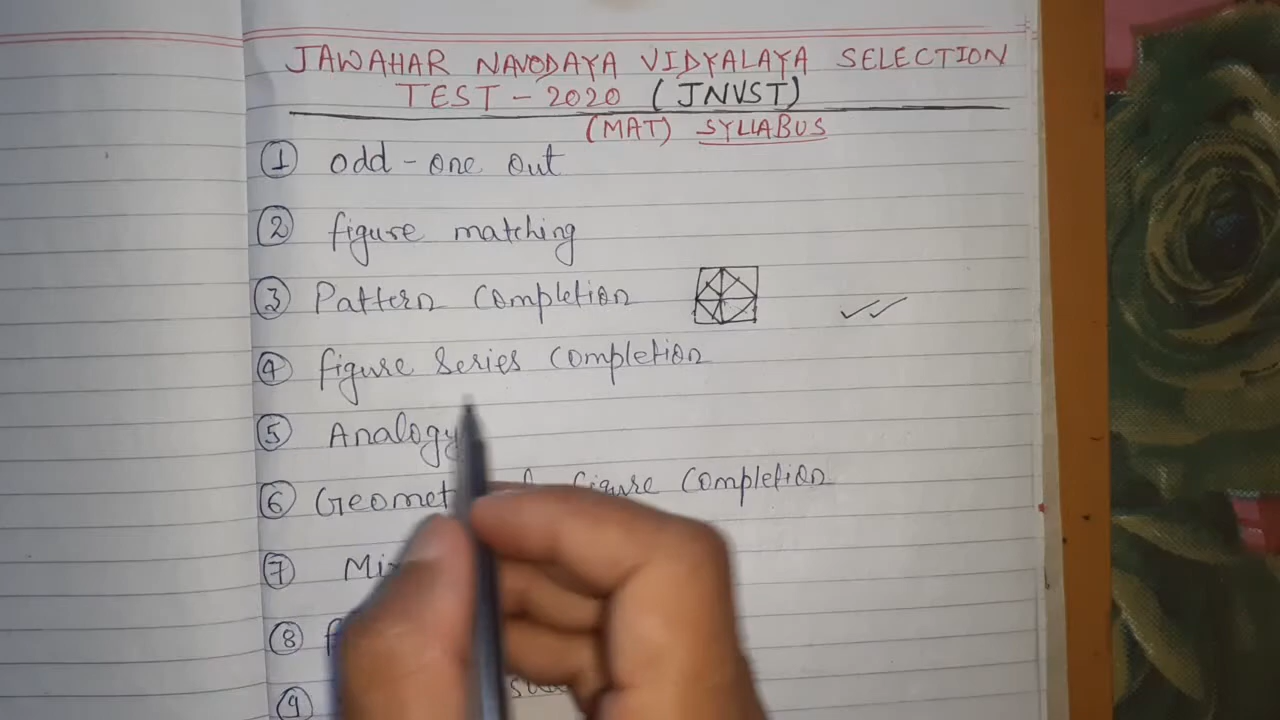 JAWAHAR NAVODAYA VIDYALAYA SELECTION
TEST - 2020 (JNVST)
(MAT) SYLLABUS
① odd - one out
② figure matching
③ Pattern Completion
④ figure Series Completion
⑤ Analogy
⑥ figure Completion
⑦
⑧
⑨